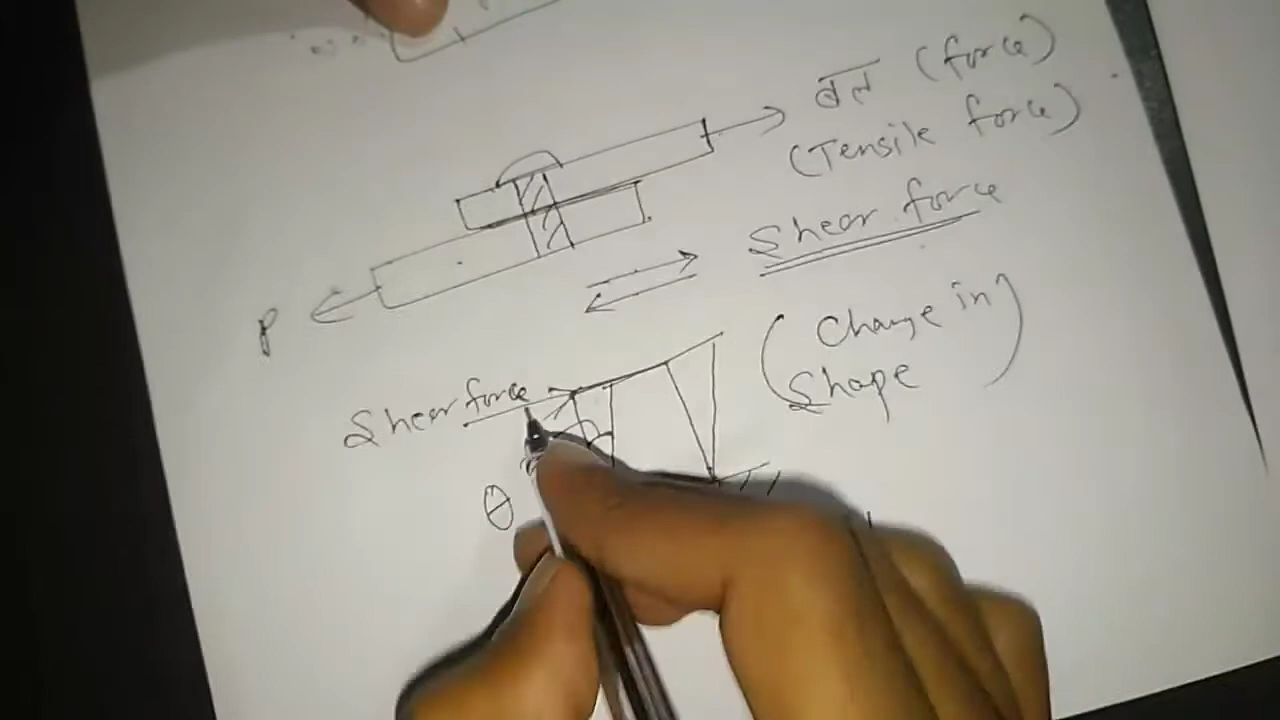 बल (force)
(Tensile force)
Shear force
P
(Change in
Shape)
Shear force
θ